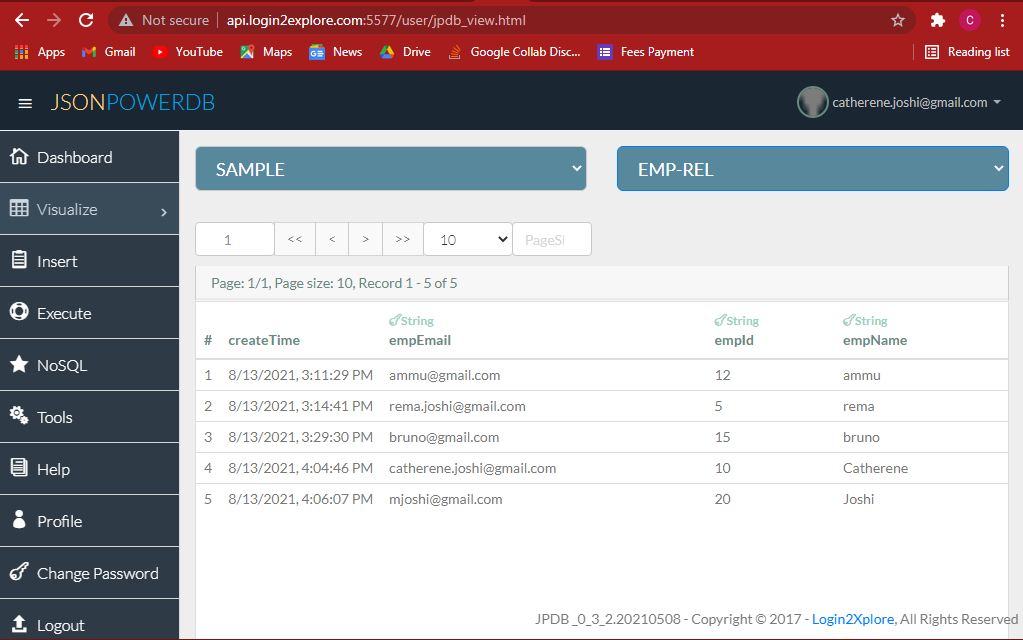 Not secure | api.login2explore.com:5577/user/jpdb_view.html C
Apps Gmail YouTube Maps News Drive Google Collab Disc... Fees Payment Reading list
JSONPOWERDB catherene.joshi@gmail.com
Dashboard
Visualize
Insert
Execute
NoSQL
Tools
Help
Profile
Change Password
Logout
SAMPLE EMP-REL
1 << < > >> 10
Page: 1/1, Page size: 10, Record 1 - 5 of 5
String String String
# createTime empEmail empId empName
1 8/13/2021, 3:11:29 PM ammu@gmail.com 12 ammu
2 8/13/2021, 3:14:41 PM rema.joshi@gmail.com 5 rema
3 8/13/2021, 3:29:30 PM bruno@gmail.com 15 bruno
4 8/13/2021, 4:04:46 PM catherene.joshi@gmail.com 10 Catherene
5 8/13/2021, 4:06:07 PM mjoshi@gmail.com 20 Joshi
JPDB_0_3_2.20210508 - Copyright © 2017 - Login2Xplore, All Rights Reserved